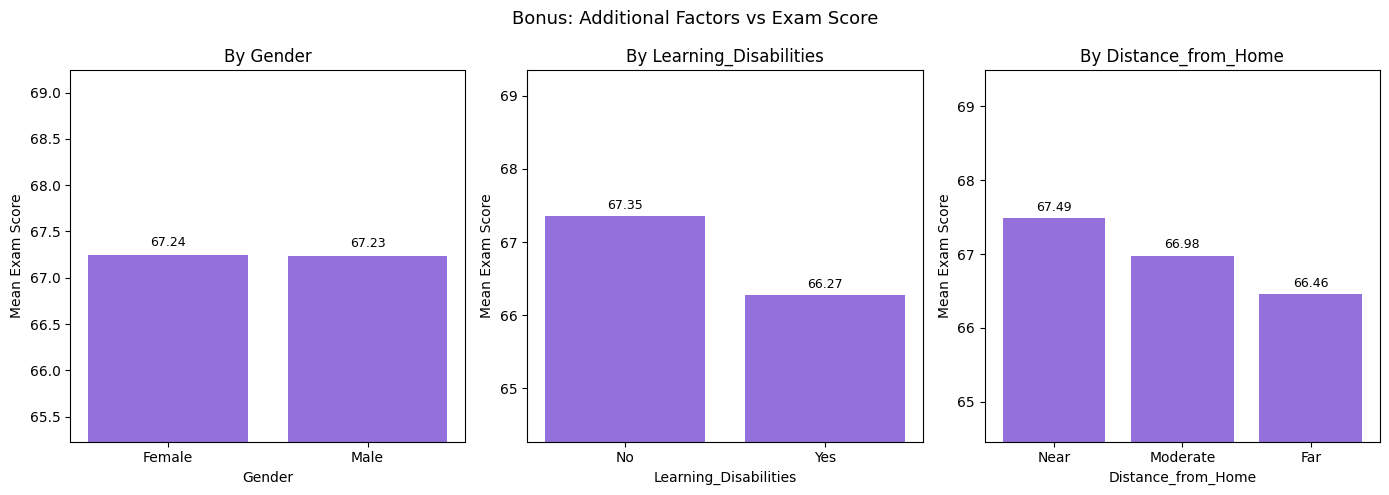 Bonus: Additional Factors vs Exam Score
By Gender
Mean Exam Score
69.0
68.5
68.0
67.5
67.0
66.5
66.0
65.5
67.24
67.23
Female Male
Gender
By Learning_Disabilities
Mean Exam Score
69
68
67
66
65
67.35
66.27
No Yes
Learning_Disabilities
By Distance_from_Home
Mean Exam Score
69
68
67
66
65
67.49
66.98
66.46
Near Moderate Far
Distance_from_Home